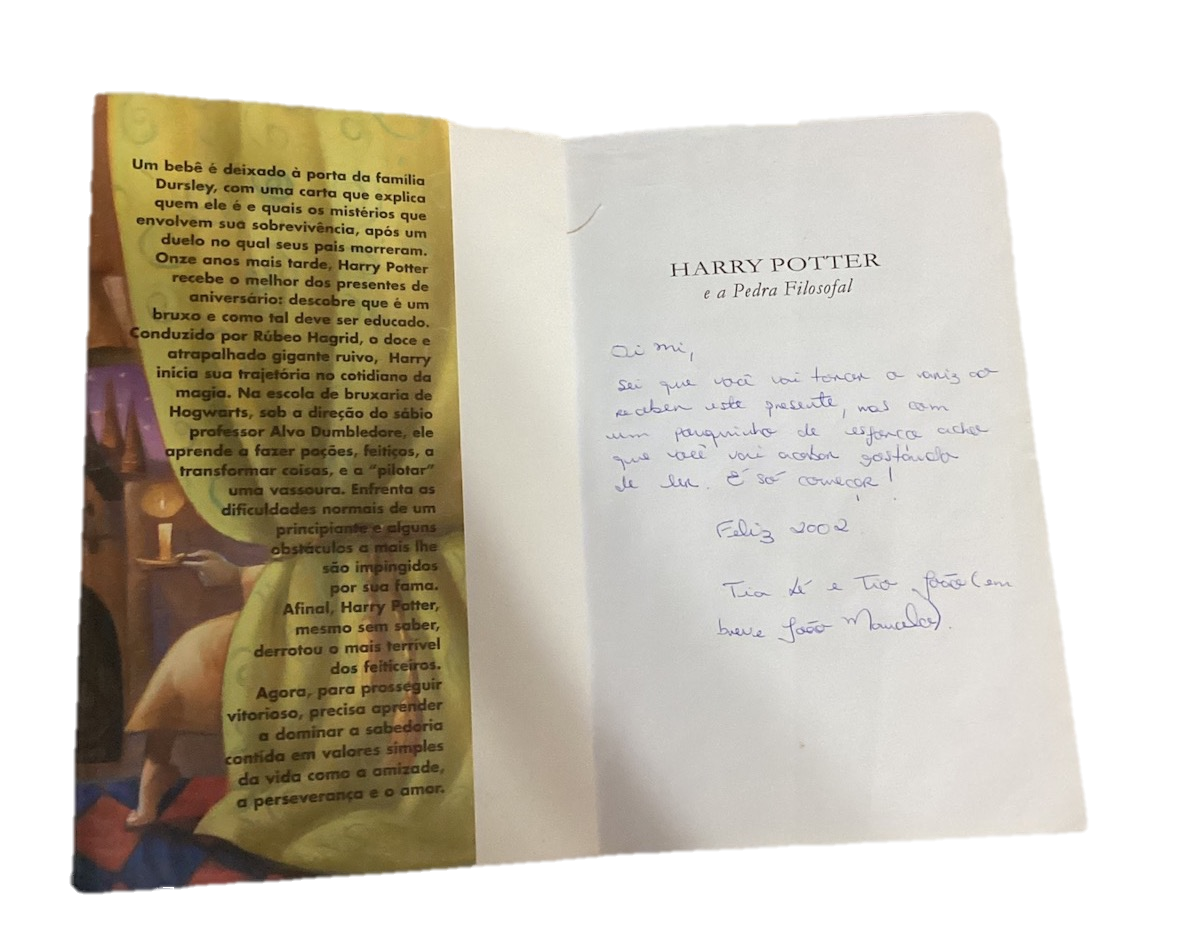 Um bebê é deixado à porta da família
Dursley, com uma carta que explica
quem ele é e quais os mistérios que
envolvem sua sobrevivência, após um
duelo no qual seus pais morreram.
Onze anos mais tarde, Harry Potter
recebe o melhor dos presentes de
aniversário: descobre que é um
bruxo e como tal deve ser educado.
Conduzido por Rúbeo Hagrid, o doce e
atrapalhado gigante ruivo, Harry
inicia sua trajetória no cotidiano da
magia. Na escola de bruxaria de
Hogwarts, sob a direção do sábio
professor Alvo Dumbledore, ele
aprende a fazer poções, feitiços, a
transformar coisas, e a “pilotar”
uma vassoura. Enfrenta as
dificuldades normais de um
principiante e alguns
obstáculos a mais lhe
são impingidos
por sua fama.
Afinal, Harry Potter,
mesmo sem saber,
derrotou o mais terrível
dos feiticeiros.
Agora, para prosseguir
vitorioso, precisa aprender
a dominar a sabedoria
contida em valores simples
da vida como a amizade,
a perseverança e o amor.
HARRY POTTER
e a Pedra Filosofal
Oi Mi,
sei que você vai torcer o nariz ao
receber este presente, mas com
um pouquinho de esforço acho
que você vai acabar gostando
de ler. É só começar!
Feliz 2002
Tia Lé e Tio João (em
breve João Marcelo).